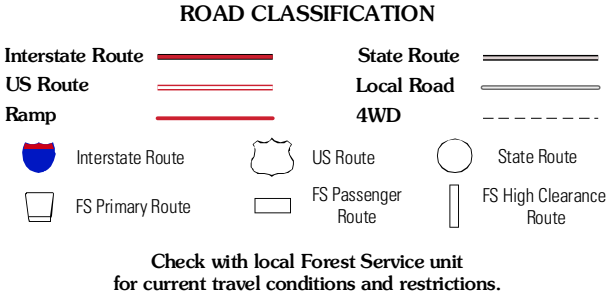 ROAD CLASSIFICATION
Interstate Route
State Route
US Route
Local Road
Ramp
4WD
Interstate Route
US Route
State Route
FS Primary Route
FS Passenger
Route
FS High Clearance
Route
Check with local Forest Service unit
for current travel conditions and restrictions.